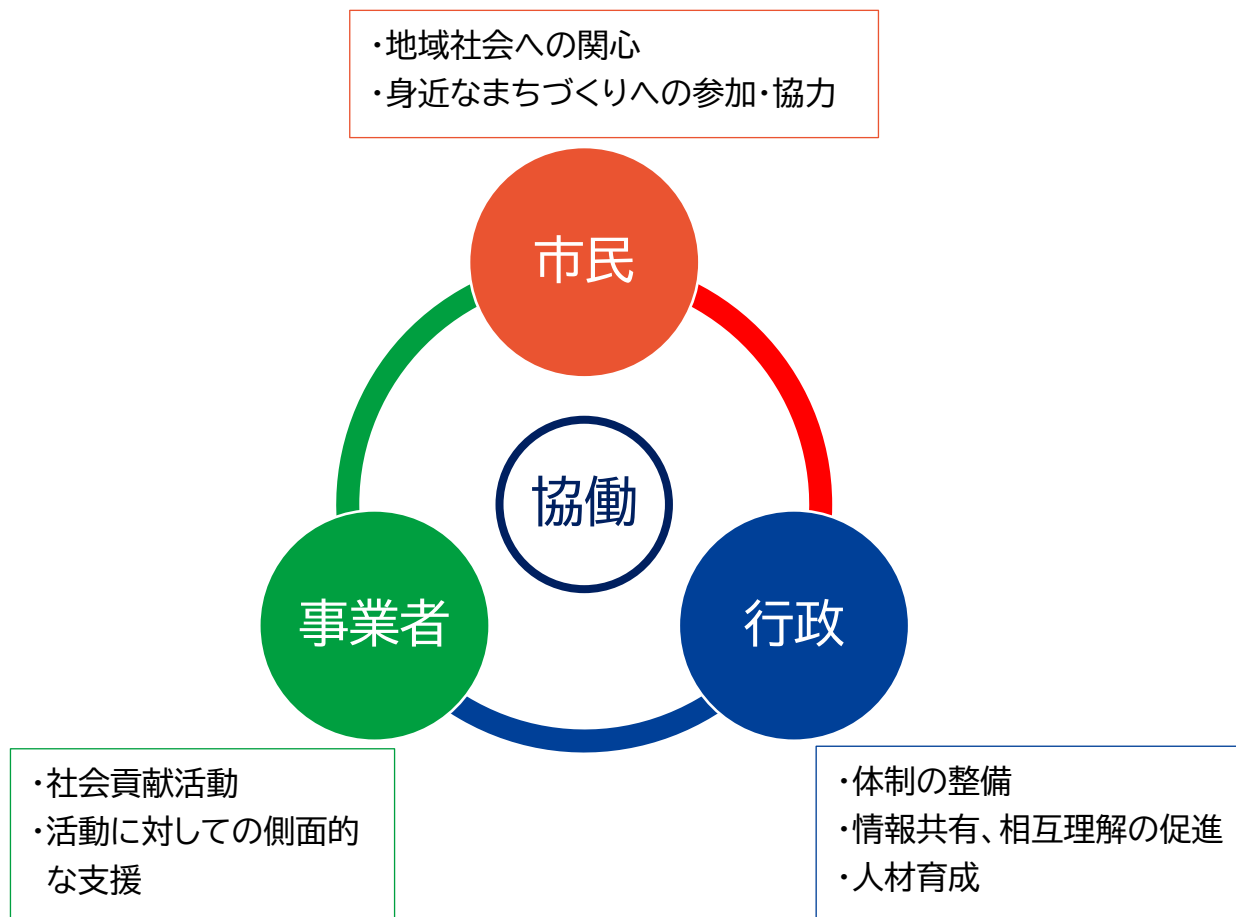 ・地域社会への関心
・身近なまちづくりへの参加・協力
市民
協働
事業者
行政
・社会貢献活動
・活動に対しての側面的
な支援
・体制の整備
・情報共有、相互理解の促進
・人材育成